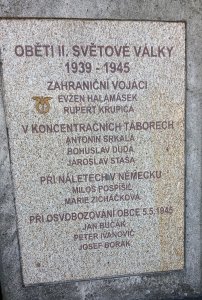 OBĚTI II. SVĚTOVÉ VÁLKY
1939 - 1945
ZAHRANIČNÍ VOJÁCI
EVŽEN HALAMÁSEK
RUPERT KRUPICA
V KONCENTRAČNÍCH TÁBORECH
ANTONÍN SRKALA
BOHUSLAV DUDA
JAROSLAV STAŠA
PŘI NÁLETECH V NĚMECKU
MILOŠ POSPÍŠIL
MARIE ZICHÁČKOVÁ
PŘI OSVOBOZOVÁNÍ OBCE 5.5.1945
JAN BUČÁK
PETER IVANOVIČ
JOSEF BORÁK